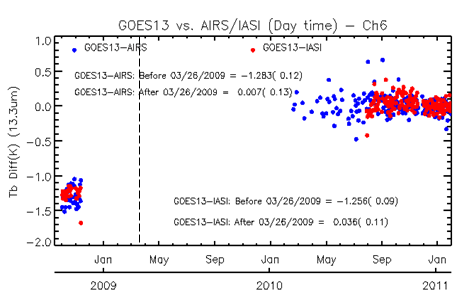 GOES13 vs. AIRS/IASI (Day time) - Ch6
GOES13-AIRS GOES13-IASI
GOES13-AIRS: Before 03/26/2009 = -1.283( 0.12)
GOES13-AIRS: After 03/26/2009 = 0.007( 0.13)
GOES13-IASI: Before 03/26/2009 = -1.256( 0.09)
GOES13-IASI: After 03/26/2009 = 0.036( 0.11)
Tb Diff(K) (13.3um)
1.0
0.5
0.0
-0.5
-1.0
-1.5
-2.0
Jan May Sep Jan May Sep Jan
2009 2010 2011